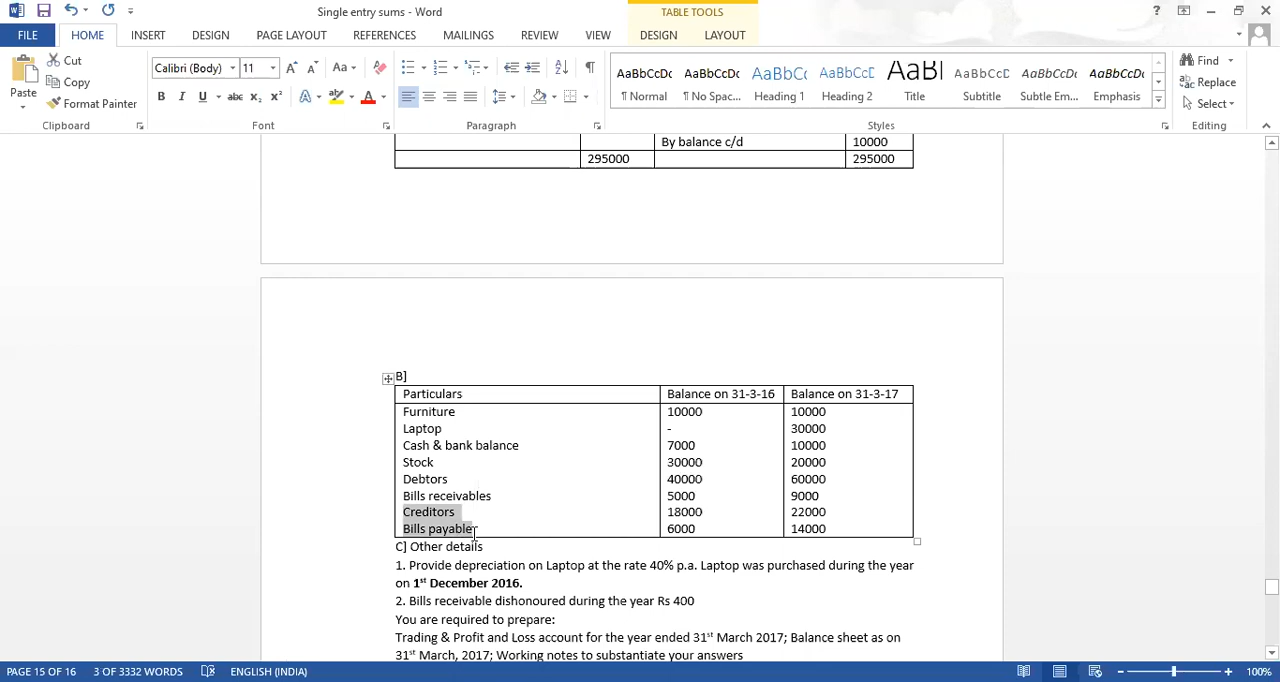 Single entry sums - Word
TABLE TOOLS
FILE HOME INSERT DESIGN PAGE LAYOUT REFERENCES MAILINGS REVIEW VIEW DESIGN LAYOUT
Paste
Cut
Copy
Format Painter
Clipboard
Calibri (Body) 11
Font
Paragraph
AaBbCcDc AaBbCcDc AaBbCc AaBbCcC AaBl AaBbCcC AaBbCcDc AaBbCcDc
¶ Normal ¶ No Spac... Heading 1 Heading 2 Title Subtitle Subtle Em... Emphasis
Styles
Find
Replace
Select
Editing
By balance c/d 10000
295000 295000
B]
Particulars Balance on 31-3-16 Balance on 31-3-17
Furniture 10000 10000
Laptop - 30000
Cash & bank balance 7000 10000
Stock 30000 20000
Debtors 40000 60000
Bills receivables 5000 9000
Creditors 18000 22000
Bills payable 6000 14000
C] Other details
1. Provide depreciation on Laptop at the rate 40% p.a. Laptop was purchased during the year
on 1st December 2016.
2. Bills receivable dishonoured during the year Rs 400
You are required to prepare:
Trading & Profit and Loss account for the year ended 31st March 2017; Balance sheet as on
31st March, 2017; Working notes to substantiate your answers
PAGE 15 OF 16 3 OF 3332 WORDS ENGLISH (INDIA) 100%